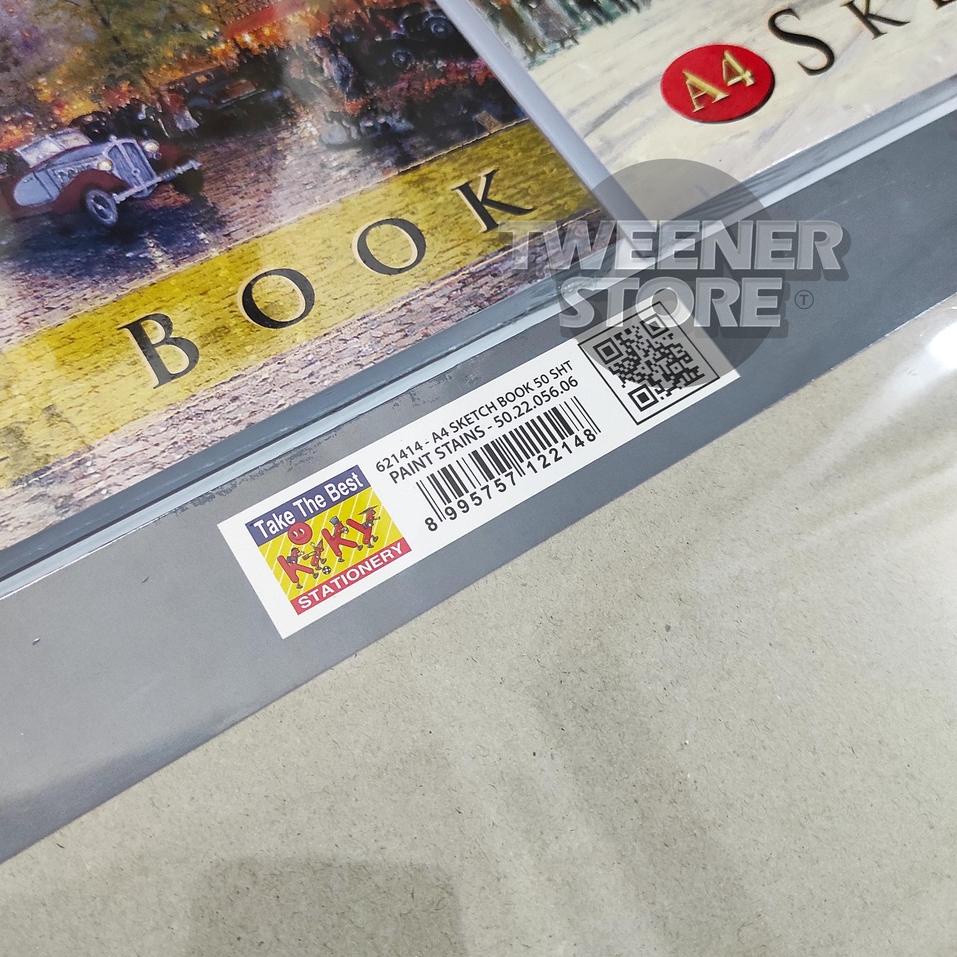 A4 SKE
BOOK
TWEENER
STORE
T
621414 - A4 SKETCH BOOK 50 SHT
PAINT STAINS - 50.22.056.06
8 995757 122148
Take The Best
KiKY
STATIONERY